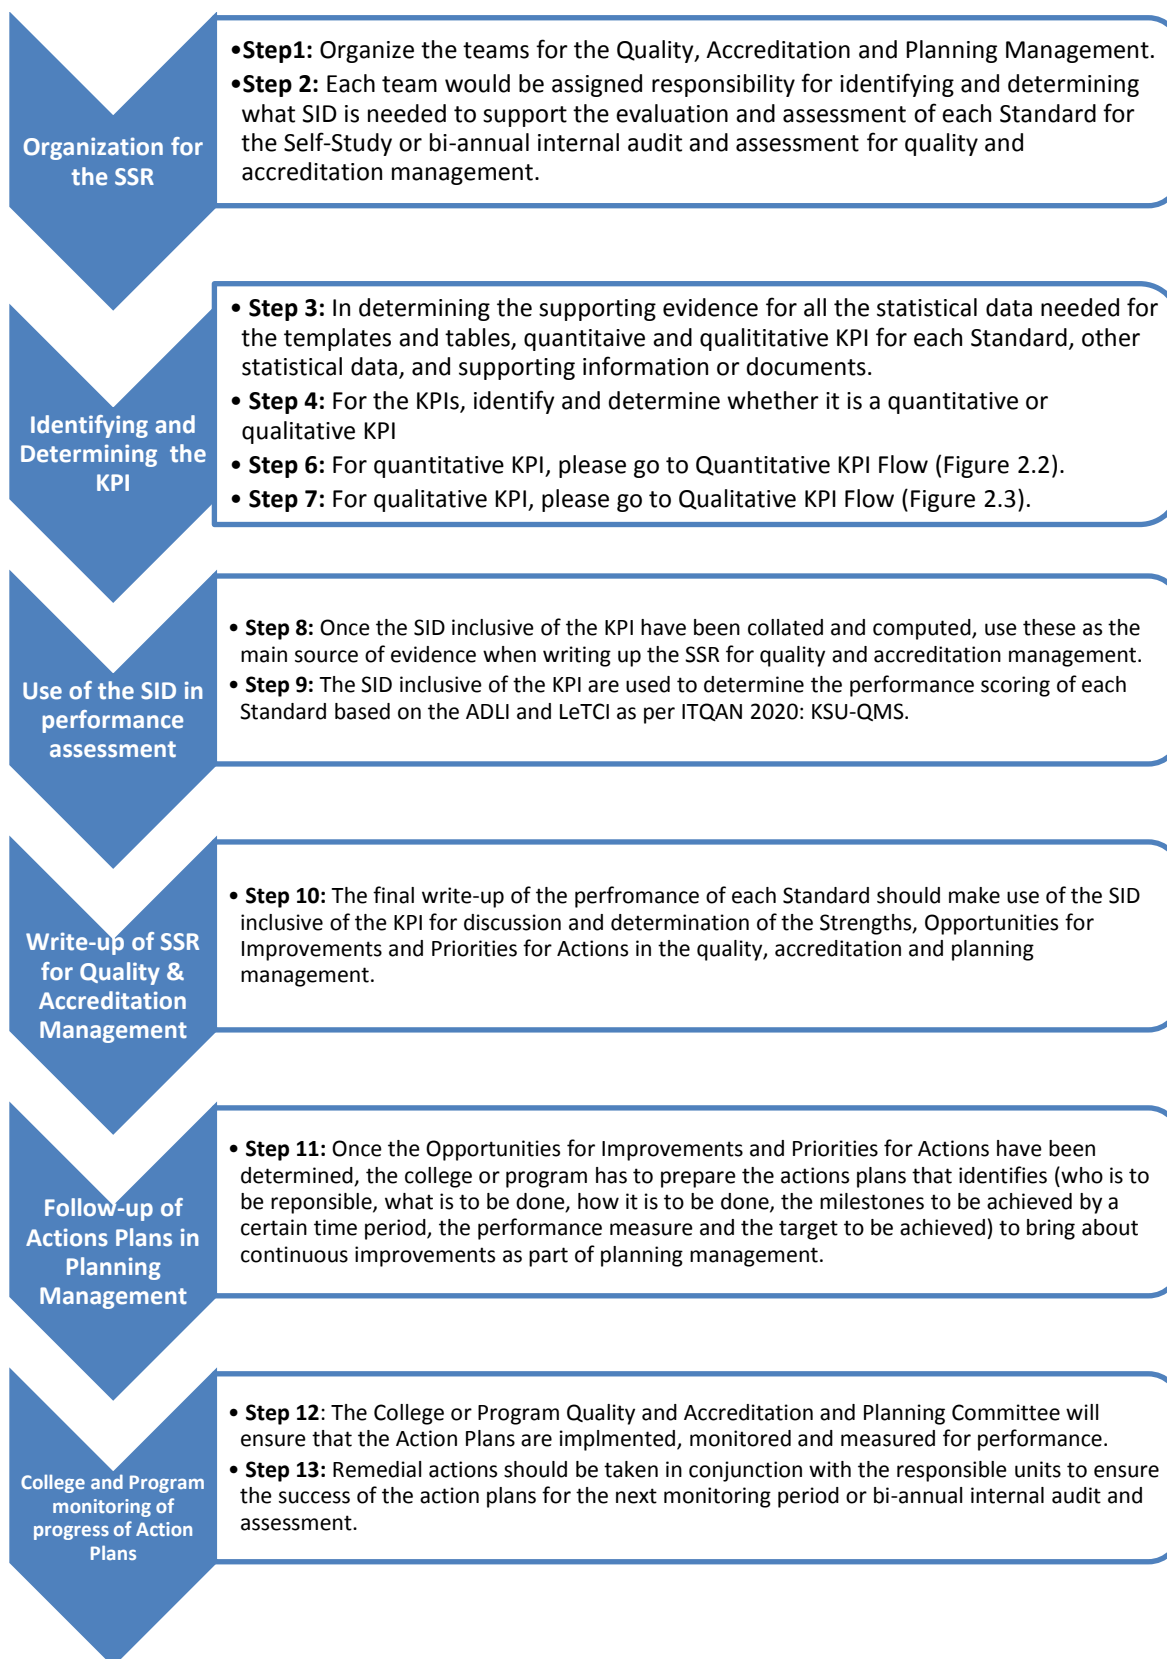 Organization for
the SSR
•Step1: Organize the teams for the Quality, Accreditation and Planning Management.
•Step 2: Each team would be assigned responsibility for identifying and determining
what SID is needed to support the evaluation and assessment of each Standard for
the Self-Study or bi-annual internal audit and assessment for quality and
accreditation management.
Identifying and
Determining the
KPI
• Step 3: In determining the supporting evidence for all the statistical data needed for
the templates and tables, quantitaive and qualititative KPI for each Standard, other
statistical data, and supporting information or documents.
• Step 4: For the KPIs, identify and determine whether it is a quantitative or
qualitative KPI
• Step 6: For quantitative KPI, please go to Quantitative KPI Flow (Figure 2.2).
• Step 7: For qualitative KPI, please go to Qualitative KPI Flow (Figure 2.3).
Use of the SID in
performance
assessment
• Step 8: Once the SID inclusive of the KPI have been collated and computed, use these as the
main source of evidence when writing up the SSR for quality and accreditation management.
• Step 9: The SID inclusive of the KPI are used to determine the performance scoring of each
Standard based on the ADLI and LeTCI as per ITQAN 2020: KSU-QMS.
Write-up of SSR
for Quality &
Accreditation
Management
• Step 10: The final write-up of the perfromance of each Standard should make use of the SID
inclusive of the KPI for discussion and determination of the Strengths, Opportunities for
Improvements and Priorities for Actions in the quality, accreditation and planning
management.
Follow-up of
Actions Plans in
Planning
Management
• Step 11: Once the Opportunities for Improvements and Priorities for Actions have been
determined, the college or program has to prepare the actions plans that identifies (who is to
be reponsible, what is to be done, how it is to be done, the milestones to be achieved by a
certain time period, the performance measure and the target to be achieved) to bring about
continuous improvements as part of planning management.
College and Program
monitoring of
progress of Action
Plans
• Step 12: The College or Program Quality and Accreditation and Planning Committee will
ensure that the Action Plans are implmented, monitored and measured for performance.
• Step 13: Remedial actions should be taken in conjunction with the responsible units to ensure
the success of the action plans for the next monitoring period or bi-annual internal audit and
assessment.